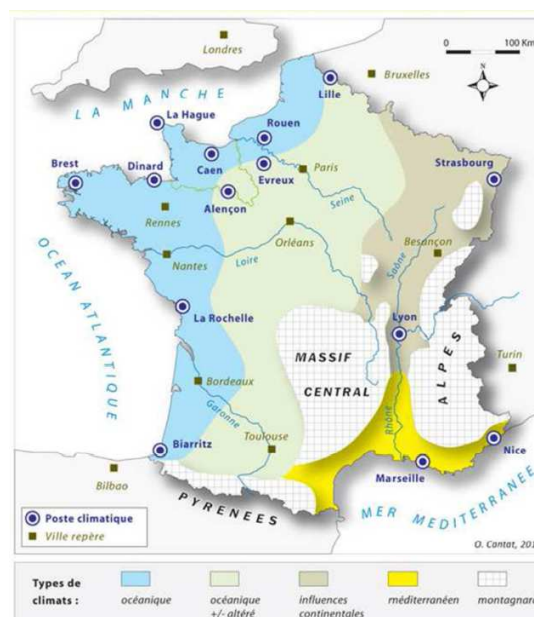 Londres
0 100 Km
Bruxelles
N
LA MANCHE
Lille
La Hague
Rouen
Brest
Dinard
Caen
Evreux
Paris
Strasbourg
Alençon
Rennes
Seine
Orléans
Besançon
Nantes
Loire
Saône
OCEAN ATLANTIQUE
La Rochelle
Lyon
MASSIF
CENTRAL
ALPES
Turin
Bordeaux
Garonne
Rhône
Toulouse
Biarritz
Nice
Marseille
Bilbao
PYRENEES
MER MEDITERRANEE
Poste climatique
Ville repère
O. Cantat, 201
Types de
climats :
océanique
océanique
+/- altéré
influences
continentales
méditerranéen
montagnard